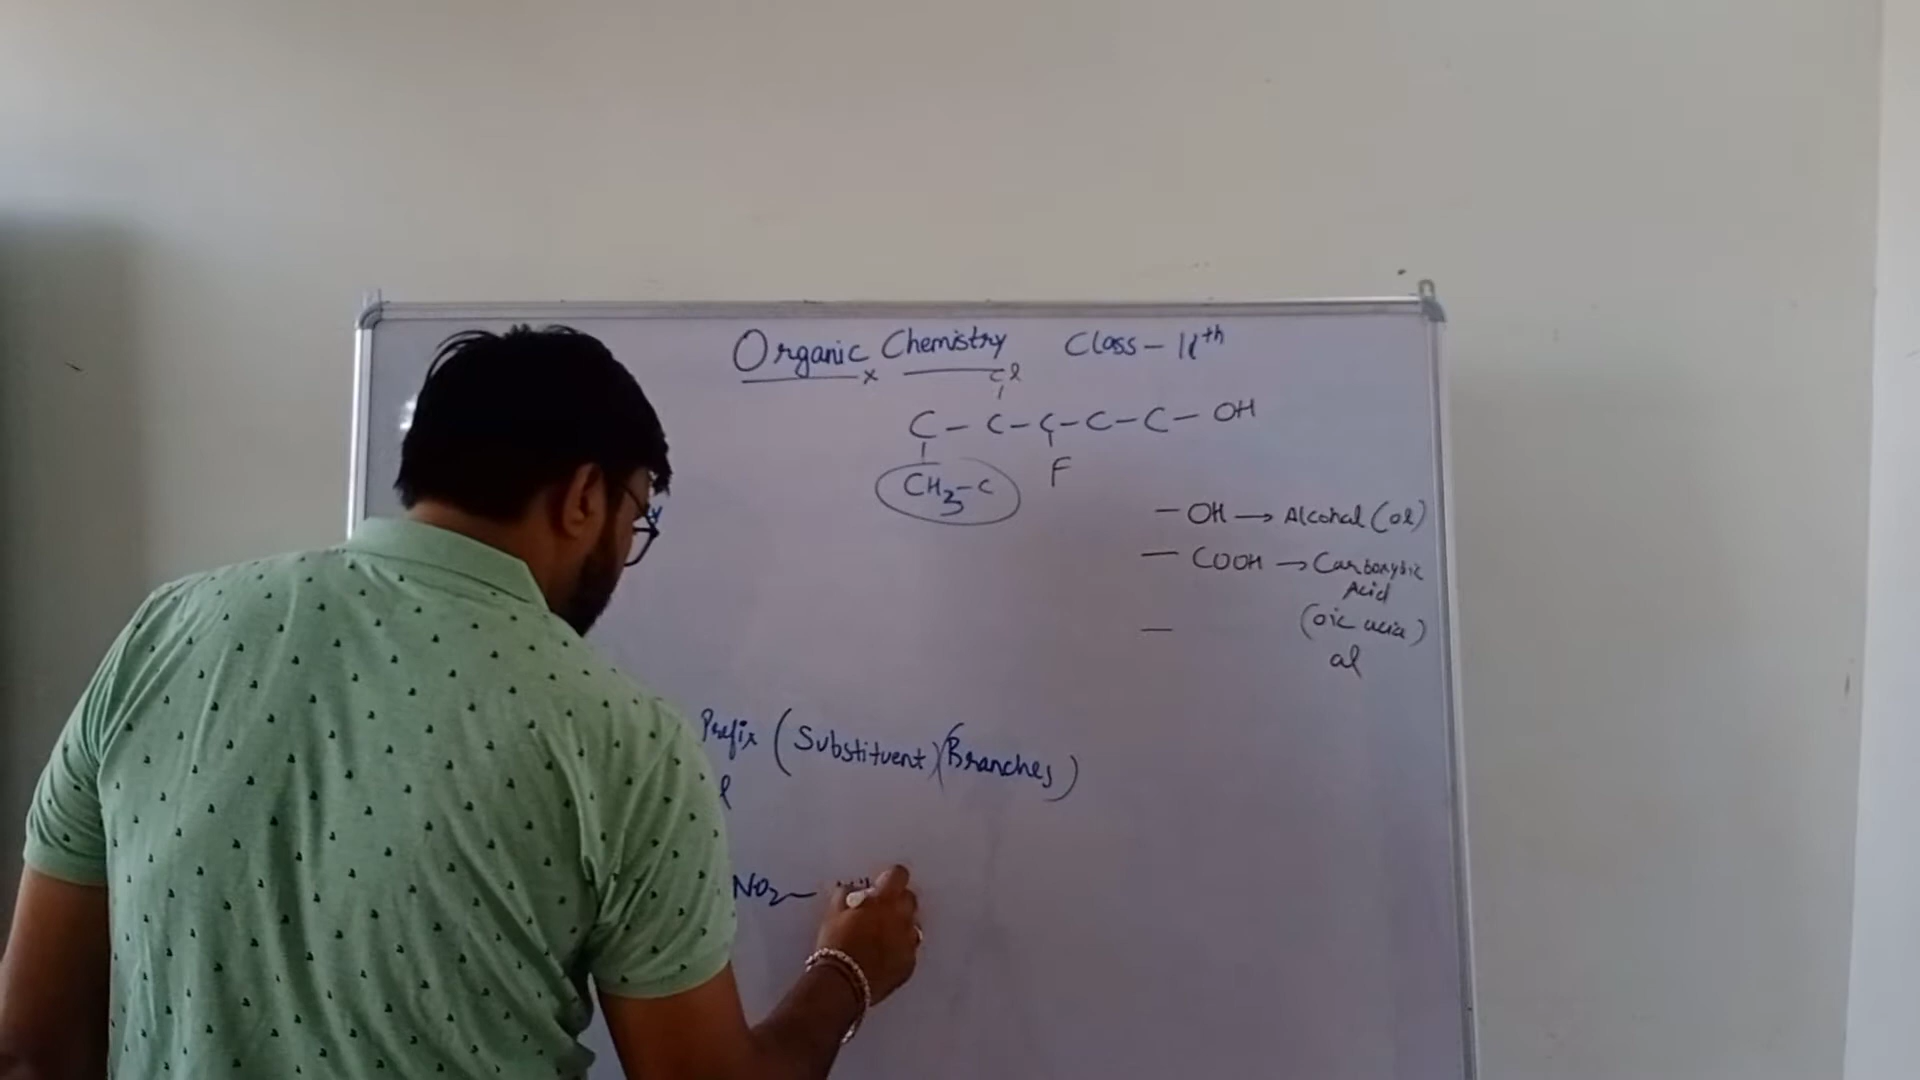 Organic Chemistry Class - 11th
x
Cl
C - C - C - C - C - OH
CH3-C F
- OH → Alcohal (ol)
- COOH → Carboxylic
Acid
(oic acid)
-
al
Prefix (Substituent) (Branches)
l
NO2 -